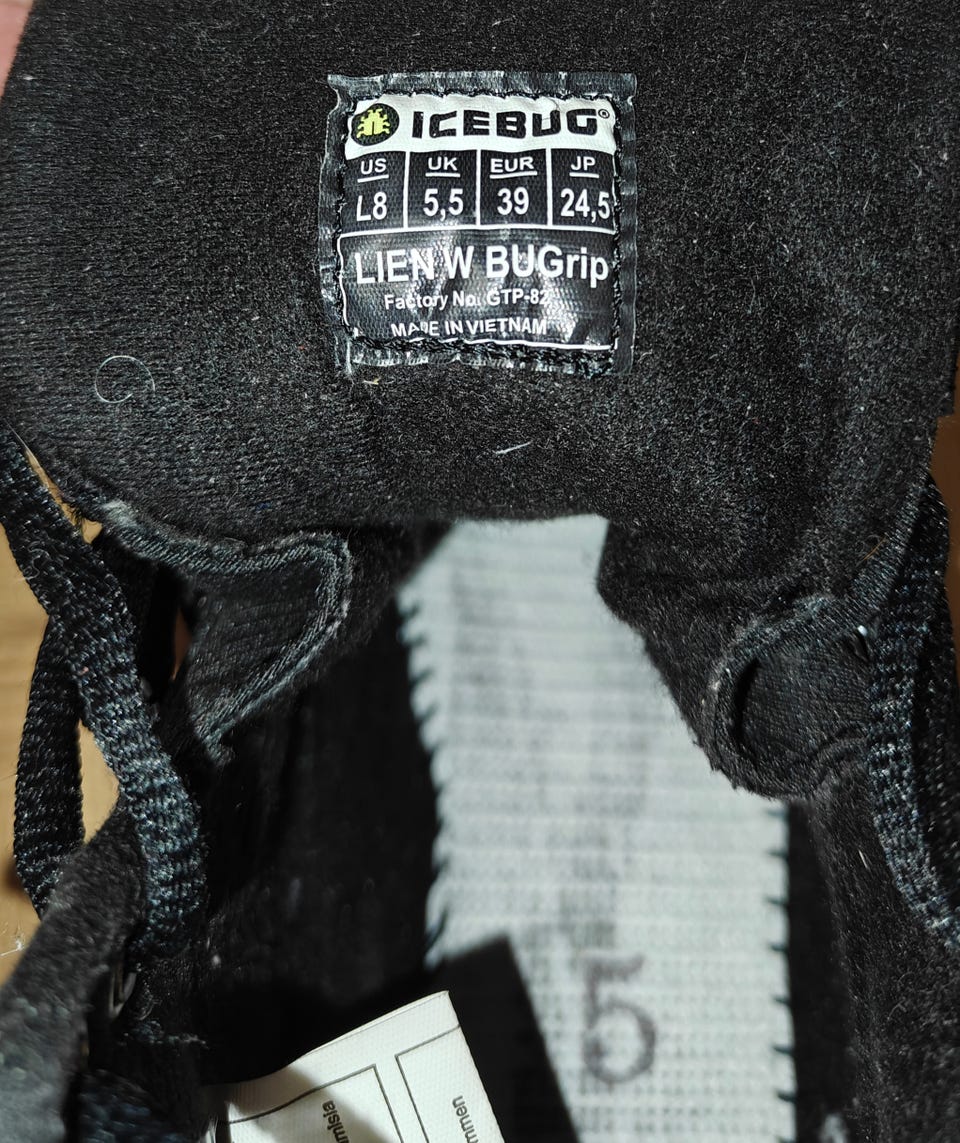 ICEBUG®
US UK EUR JP
L8 5,5 39 24,5
LIEN W BUGrip
Factory No. GTP-82
MADE IN VIETNAM
5